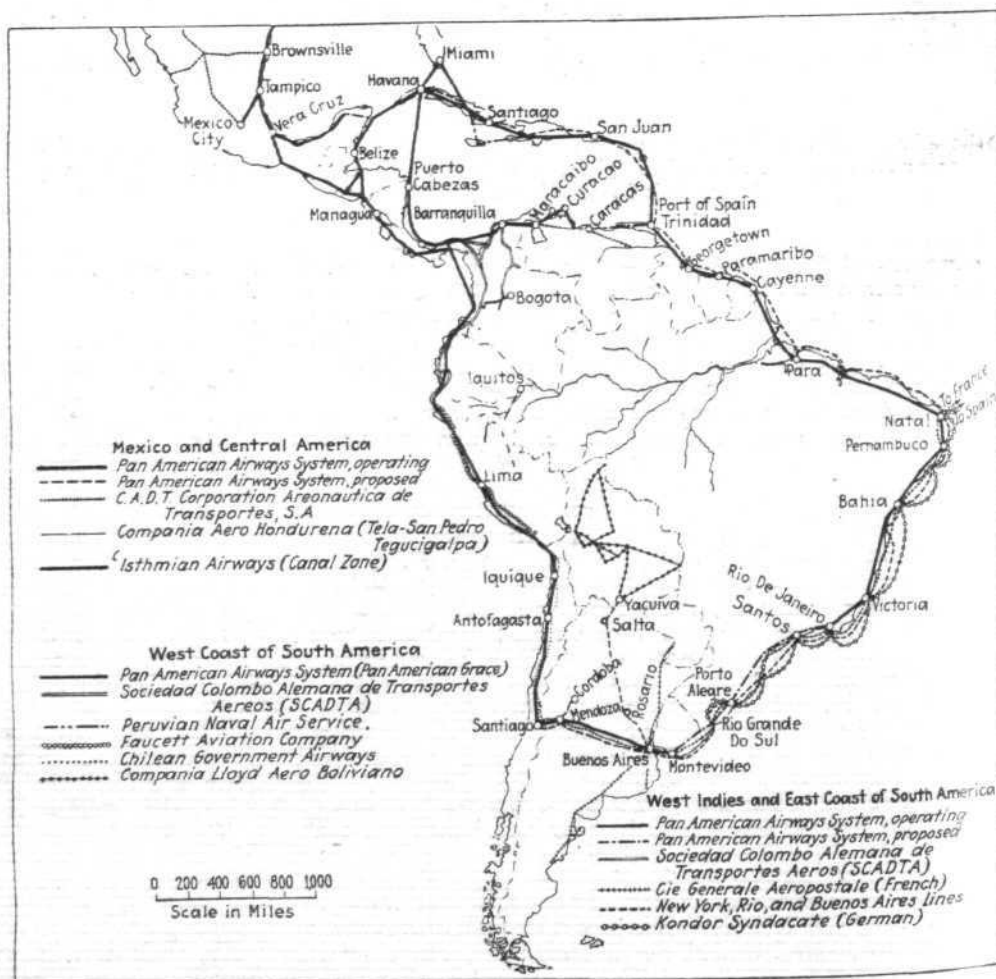 Brownsville
Miami
Tampico
Havana
Vera Cruz
Santiago
Mexico
City
San Juan
Belize
Puerto
Cabezas
Maracaibo
Curacao
Caracas
Managua
Barranquilla
Port of Spain
Trinidad
Georgetown
Paramaribo
Cayenne
Bogota
Para
Iquitos
To France
To Spain
Natal
Pernambuco
Lima
Bahia
Iquique
Rio De Janeiro
Santos
Victoria
Yacuiva
Antofagasta
Salta
Cordoba
Rosario
Porto
Alegre
Mendoza
Santiago
Rio Grande
Do Sul
Buenos Aires
Montevideo
Mexico and Central America
Pan American Airways System, operating
Pan American Airways System, proposed
C.A.D.T. Corporation Areonautica de
Transportes, S.A
Compania Aero Hondurena (Tela-San Pedro
Tegucigalpa)
Isthmian Airways (Canal Zone)
West Coast of South America
Pan American Airways System (Pan American Grace)
Sociedad Colombo Alemana de Transportes
Aereos (SCADTA)
Peruvian Naval Air Service.
Faucett Aviation Company
Chilean Government Airways
Compania Lloyd Aero Boliviano
West Indies and East Coast of South America
Pan American Airways System, operating
Pan American Airways System, proposed
Sociedad Colombo Alemana de
Transportes Aeros (SCADTA)
Cie Generale Aeropostale (French)
New York, Rio, and Buenos Aires Lines
Kondor Syndacate (German)
0 200 400 600 800 1000
Scale in Miles